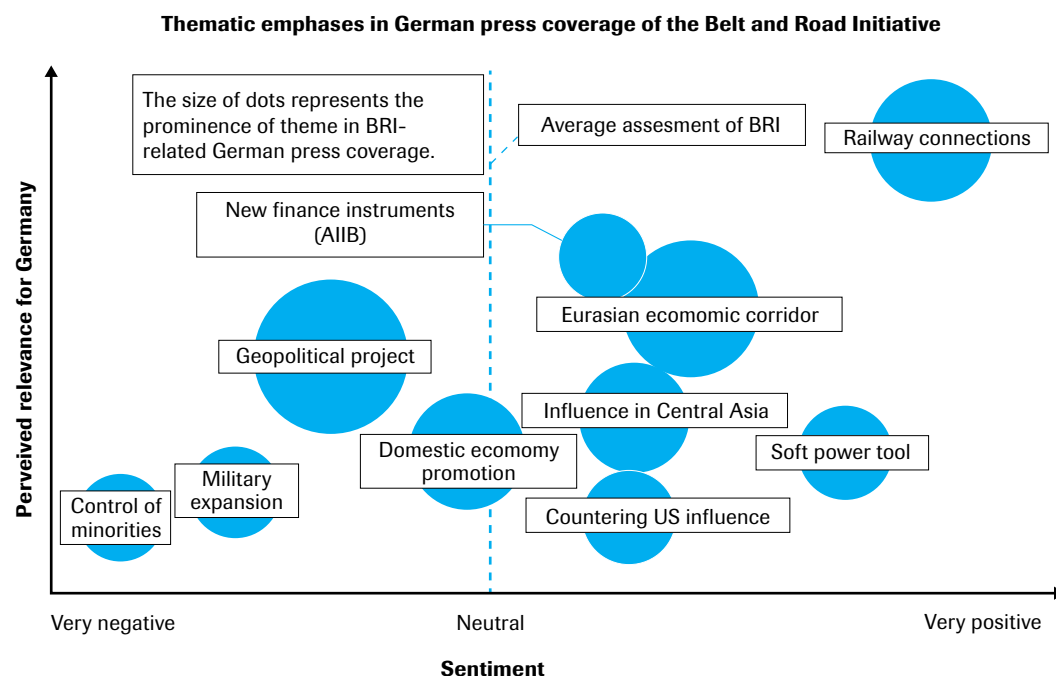 Thematic emphases in German press coverage of the Belt and Road Initiative
The size of dots represents the
prominence of theme in BRI-
related German press coverage.
Average assesment of BRI
Railway connections
New finance instruments
(AIIB)
Eurasian ecomomic corridor
Geopolitical project
Influence in Central Asia
Domestic ecomomy
promotion
Soft power tool
Military
expansion
Control of
minorities
Countering US influence
Perveived relevance for Germany
Very negative
Neutral
Very positive
Sentiment